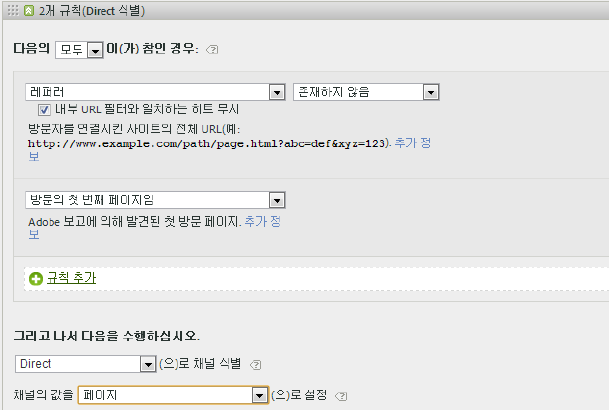 2개 규칙(Direct 식별)
다음의 모두 이(가) 참인 경우:
레퍼러 존재하지 않음
내부 URL 필터와 일치하는 히트 무시
방문자를 연결시킨 사이트의 전체 URL(예:
http://www.example.com/path/page.html?abc=def&xyz=123). 추가 정
보
방문의 첫 번째 페이지임
Adobe 보고에 의해 발견된 첫 방문 페이지. 추가 정
보
규칙 추가
그리고 나서 다음을 수행하십시오.
Direct (으)로 채널 식별
채널의 값을 페이지 (으)로 설정